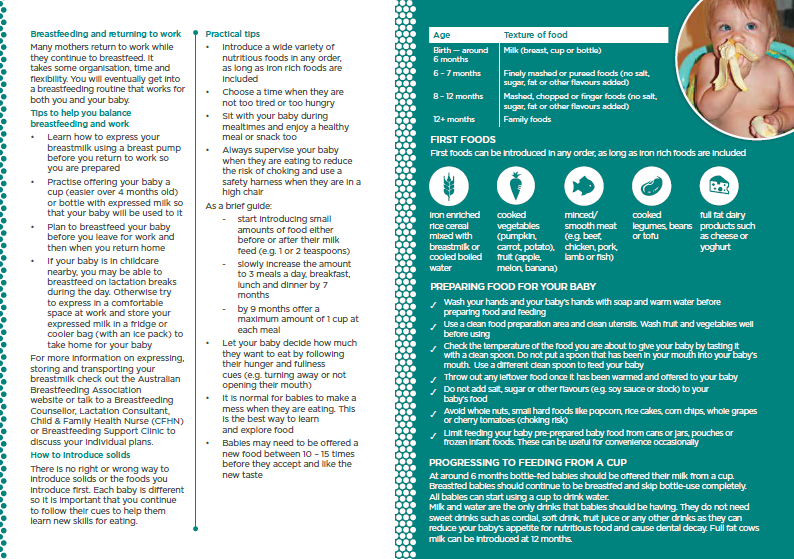 Breastfeeding and returning to work
Many mothers return to work while
they continue to breastfeed. It
takes some organisation, time and
flexibility. You will eventually get into
a breastfeeding routine that works for
both you and your baby.
Tips to help you balance
breastfeeding and work
• Learn how to express your
breastmilk using a breast pump
before you return to work so
you are prepared
• Practise offering your baby a
cup (easier over 4 months old)
or bottle with expressed milk so
that your baby will be used to it
• Plan to breastfeed your baby
before you leave for work and
then when you return home
• If your baby is in childcare
nearby, you may be able to
breastfeed on lactation breaks
during the day. Otherwise try
to express in a comfortable
space at work and store your
expressed milk in a fridge or
cooler bag (with an ice pack) to
take home for your baby
For more information on expressing,
storing and transporting your
breastmilk check out the Australian
Breastfeeding Association
website or talk to a Breastfeeding
Counsellor, Lactation Consultant,
Child & Family Health Nurse (CFHN)
or Breastfeeding Support Clinic to
discuss your individual plans.
How to introduce solids
There is no right or wrong way to
introduce solids or the foods you
introduce first. Each baby is different
so it is important that you continue
to follow their cues to help them
learn new skills for eating.
Practical tips
• Introduce a wide variety of
nutritious foods in any order,
as long as iron rich foods are
included
• Choose a time when they are
not too tired or too hungry
• Sit with your baby during
mealtimes and enjoy a healthy
meal or snack too
• Always supervise your baby
when they are eating to reduce
the risk of choking and use a
safety harness when they are in a
high chair
As a brief guide:
- start introducing small
amounts of food either
before or after their milk
feed (e.g. 1 or 2 teaspoons)
- slowly increase the amount
to 3 meals a day, breakfast,
lunch and dinner by 7
months
- by 9 months offer a
maximum amount of 1 cup at
each meal
• Let your baby decide how much
they want to eat by following
their hunger and fullness
cues (e.g. turning away or not
opening their mouth)
• It is normal for babies to make a
mess when they are eating. This
is the best way to learn
and explore food
• Babies may need to be offered a
new food between 10 – 15 times
before they accept and like the
new taste
Age Texture of food
Birth — around Milk (breast, cup or bottle)
6 months
6 – 7 months Finely mashed or pureed foods (no salt,
sugar, fat or other flavours added)
8 – 12 months Mashed, chopped or finger foods (no salt,
sugar, fat or other flavours added)
12+ months Family foods
FIRST FOODS
First foods can be introduced in any order, as long as iron rich foods are included
iron enriched
rice cereal
mixed with
breastmilk or
cooled boiled
water
cooked
vegetables
(pumpkin,
carrot, potato),
fruit (apple,
melon, banana)
minced/
smooth meat
(e.g. beef,
chicken, pork,
lamb or fish)
cooked
legumes, beans
or tofu
full fat dairy
products such
as cheese or
yoghurt
PREPARING FOOD FOR YOUR BABY
✓ Wash your hands and your baby's hands with soap and warm water before
preparing food and feeding
✓ Use a clean food preparation area and clean utensils. Wash fruit and vegetables well
before using
✓ Check the temperature of the food you are about to give your baby by tasting it
with a clean spoon. Do not put a spoon that has been in your mouth into your baby's
mouth. Use a different clean spoon to feed your baby
✓ Throw out any leftover food once it has been warmed and offered to your baby
✓ Do not add salt, sugar or other flavours (e.g. soy sauce or stock) to your
✓ baby's food
✓ Avoid whole nuts, small hard foods like popcorn, rice cakes, corn chips, whole grapes
or cherry tomatoes (choking risk)
✓ Limit feeding your baby pre-prepared baby food from cans or jars, pouches or
frozen infant foods. These can be useful for convenience occasionally
PROGRESSING TO FEEDING FROM A CUP
At around 6 months bottle-fed babies should be offered their milk from a cup.
Breastfed babies should continue to be breastfed and skip bottle-use completely.
All babies can start using a cup to drink water.
Milk and water are the only drinks that babies should be having. They do not need
sweet drinks such as cordial, soft drink, fruit juice or any other drinks as they can
reduce your baby's appetite for nutritious food and cause dental decay. Full fat cows
milk can be introduced at 12 months.